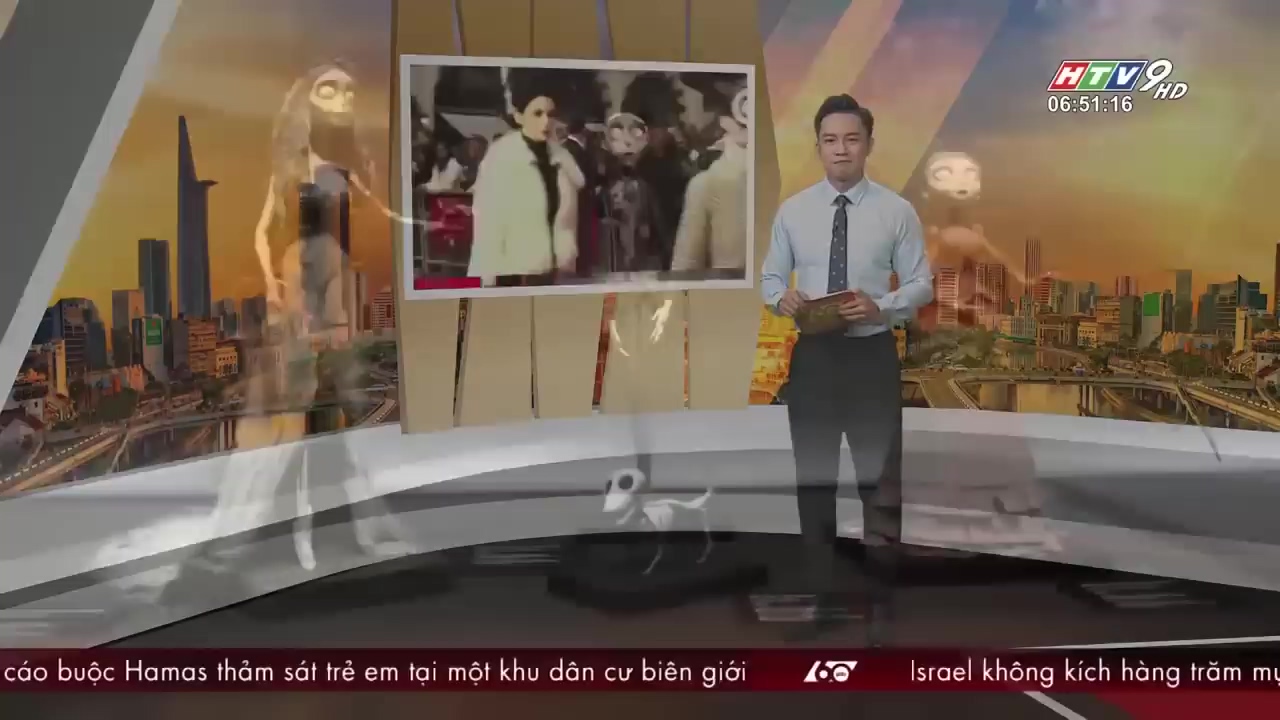 HTV9 HD
06:51:16
cáo buộc Hamas thảm sát trẻ em tại một khu dân cư biên giới
Israel không kích hàng trăm mụ